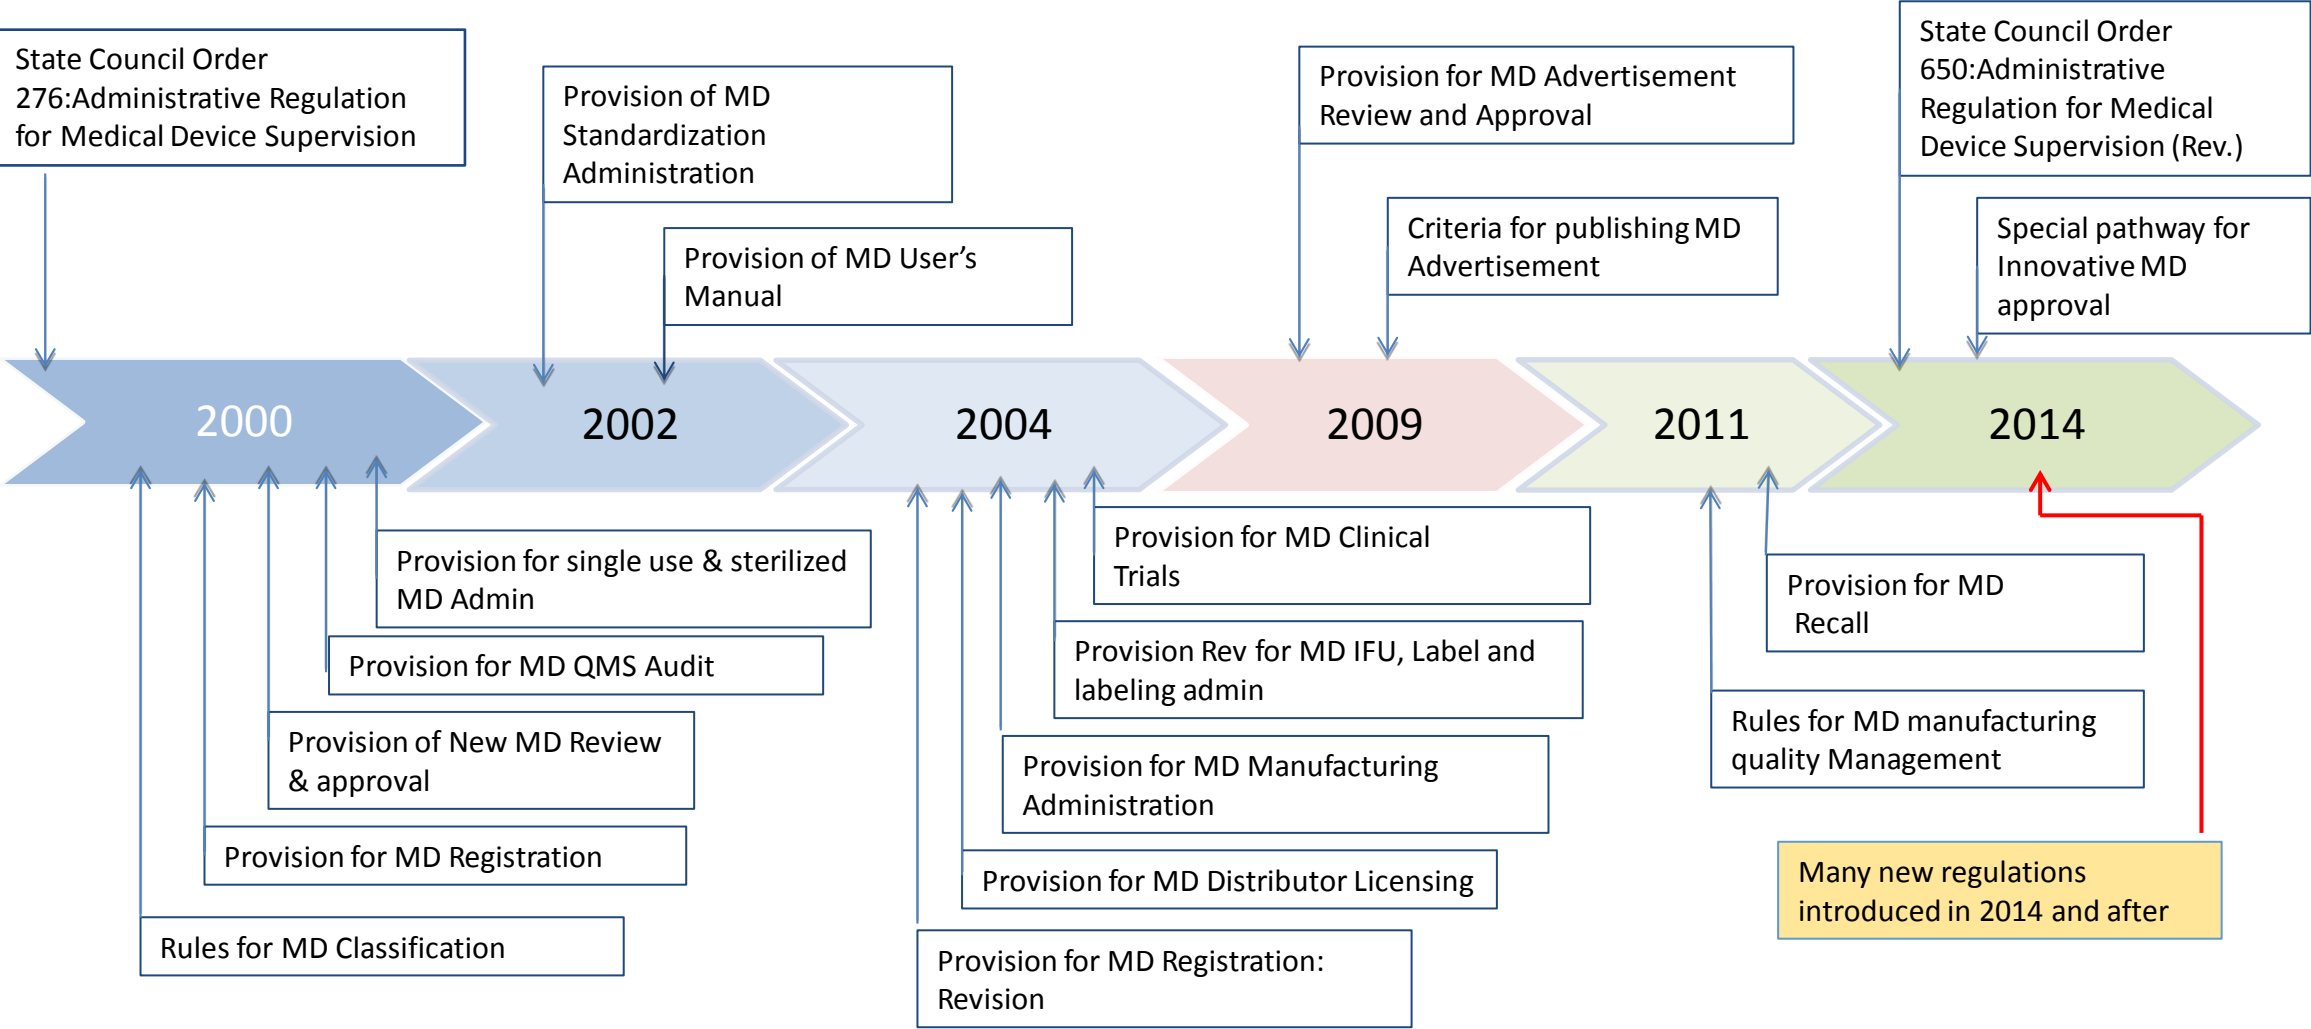 State Council Order
276:Administrative Regulation
for Medical Device Supervision
Provision of MD
Standardization
Administration
Provision of MD User’s
Manual
Provision for MD Advertisement
Review and Approval
Criteria for publishing MD
Advertisement
State Council Order
650:Administrative
Regulation for Medical
Device Supervision (Rev.)
Special pathway for
Innovative MD
approval
2000
2002
2004
2009
2011
2014
Provision for single use & sterilized
MD Admin
Provision for MD QMS Audit
Provision of New MD Review
& approval
Provision for MD Registration
Rules for MD Classification
Provision for MD Clinical
Trials
Provision Rev for MD IFU, Label and
labeling admin
Provision for MD Manufacturing
Administration
Provision for MD Distributor Licensing
Provision for MD Registration:
Revision
Provision for MD
Recall
Rules for MD manufacturing
quality Management
Many new regulations
introduced in 2014 and after